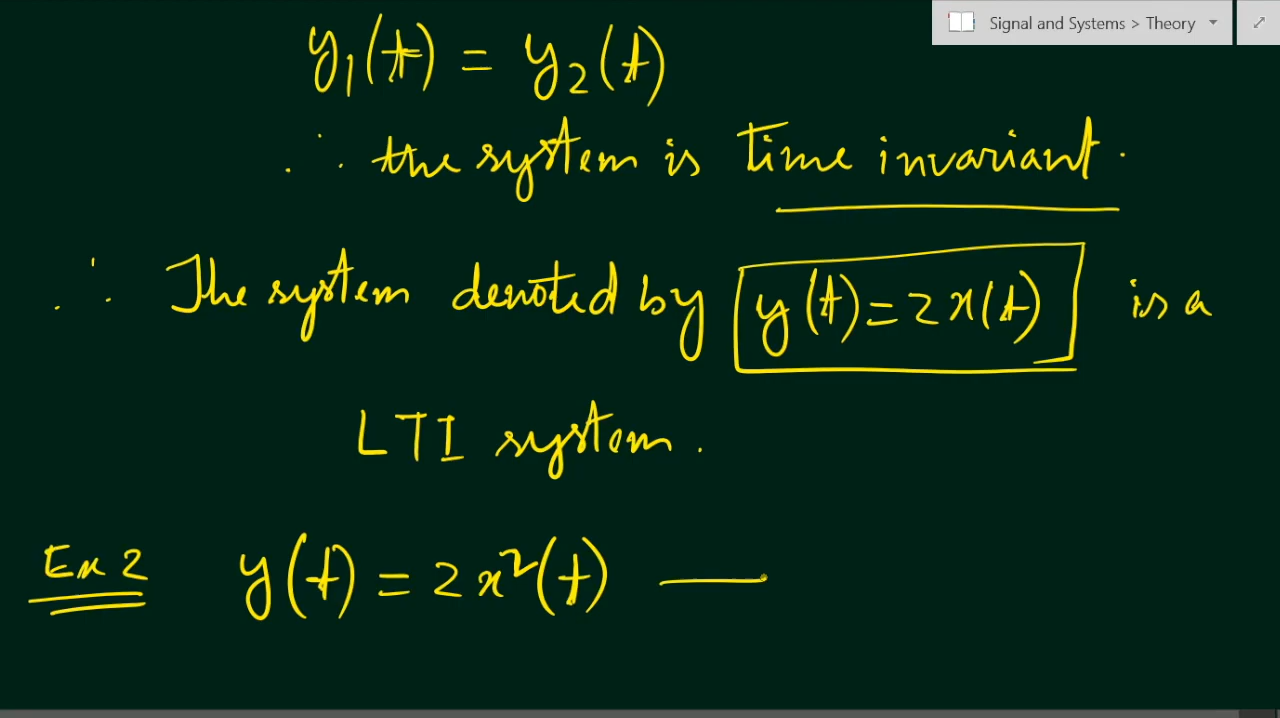 Signal and Systems > Theory
y₁(t) = y₂(t)
∴ the system is time invariant.
∴ The system denoted by y(t) = 2x(t) is a
LTI system.
Ex 2 y(t) = 2x²(t) —